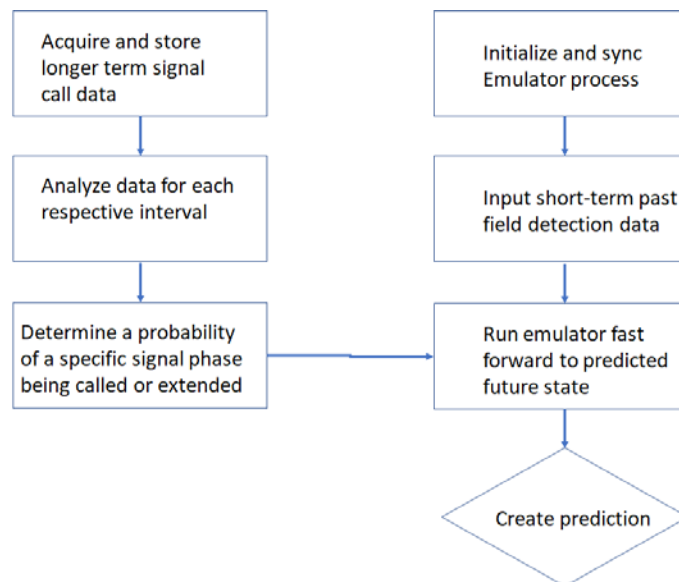 Acquire and store
longer term signal
call data
Initialize and sync
Emulator process
Analyze data for each
respective interval
Input short-term past
field detection data
Determine a probability
of a specific signal phase
being called or extended
Run emulator fast
forward to predicted
future state
Create prediction